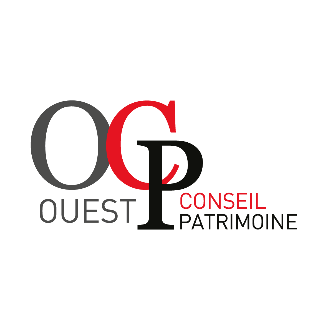 OCP
OUEST
CONSEIL
PATRIMOINE